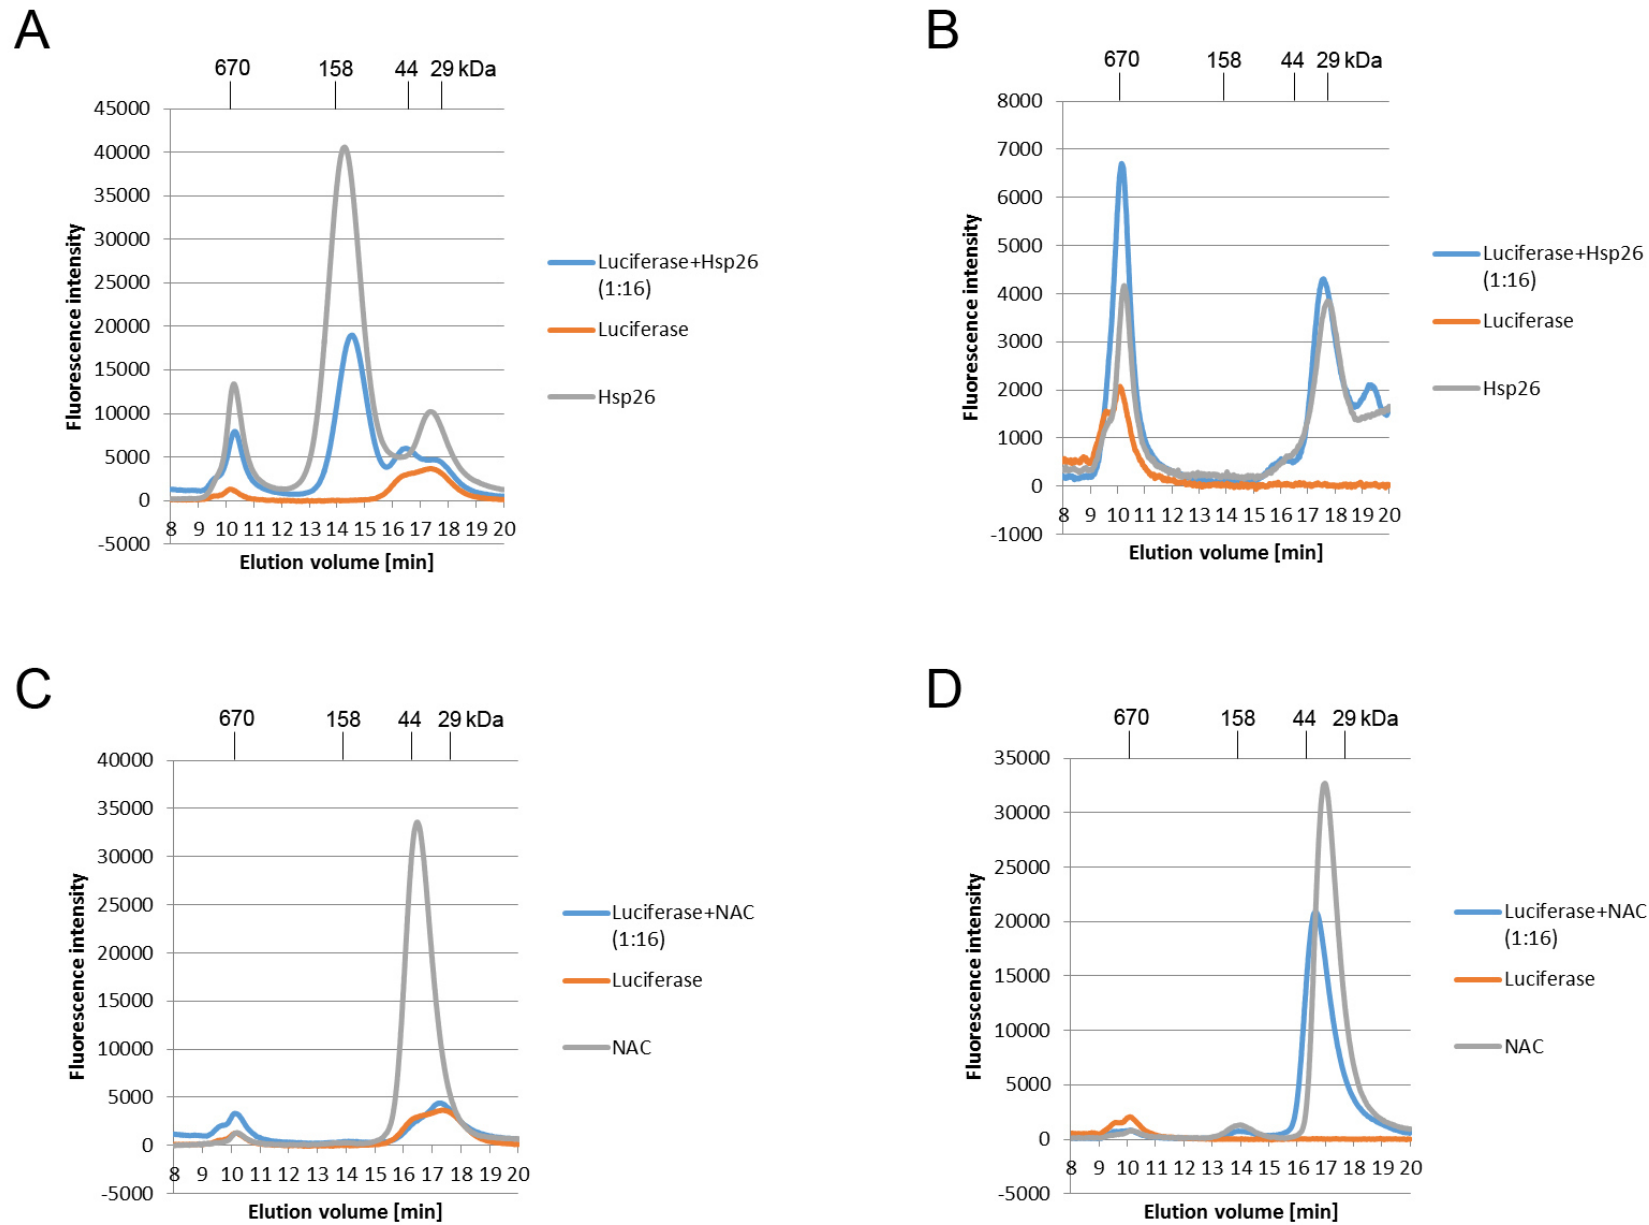 A
670 158 44 29 kDa
45000
40000
35000
30000
25000
20000
15000
10000
5000
0
-5000
Fluorescence intensity
8 9 10 11 12 13 14 15 16 17 18 19 20
Elution volume [min]
Luciferase+Hsp26
(1:16)
Luciferase
Hsp26
B
670 158 44 29 kDa
8000
7000
6000
5000
4000
3000
2000
1000
0
-1000
Fluorescence intensity
8 9 10 11 12 13 14 15 16 17 18 19 20
Elution volume [min]
Luciferase+Hsp26
(1:16)
Luciferase
Hsp26
C
670 158 44 29 kDa
40000
35000
30000
25000
20000
15000
10000
5000
0
-5000
Fluorescence intensity
8 9 10 11 12 13 14 15 16 17 18 19 20
Elution volume [min]
Luciferase+NAC
(1:16)
Luciferase
NAC
D
670 158 44 29 kDa
35000
30000
25000
20000
15000
10000
5000
0
-5000
Fluorescence intensity
8 9 10 11 12 13 14 15 16 17 18 19 20
Elution volume [min]
Luciferase+NAC
(1:16)
Luciferase
NAC